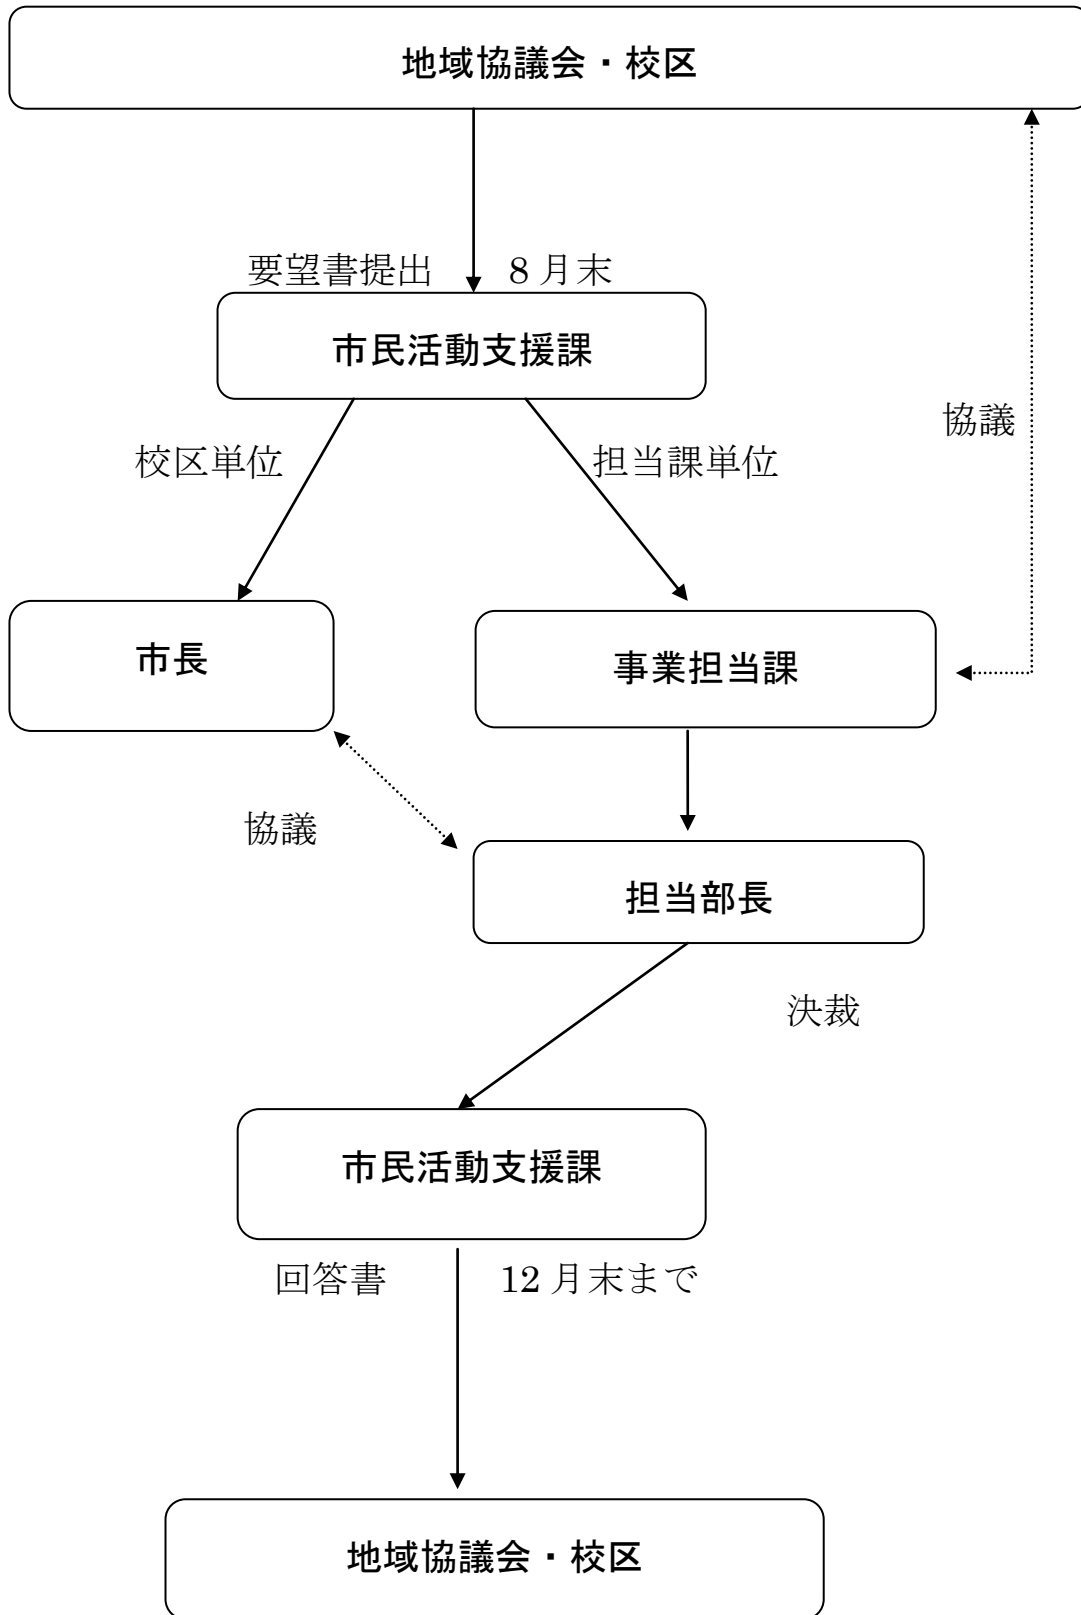 地域協議会・校区
要望書提出 8月末
市民活動支援課
協議
校区単位
担当課単位
市長
事業担当課
協議
担当部長
決裁
市民活動支援課
回答書 12月末まで
地域協議会・校区